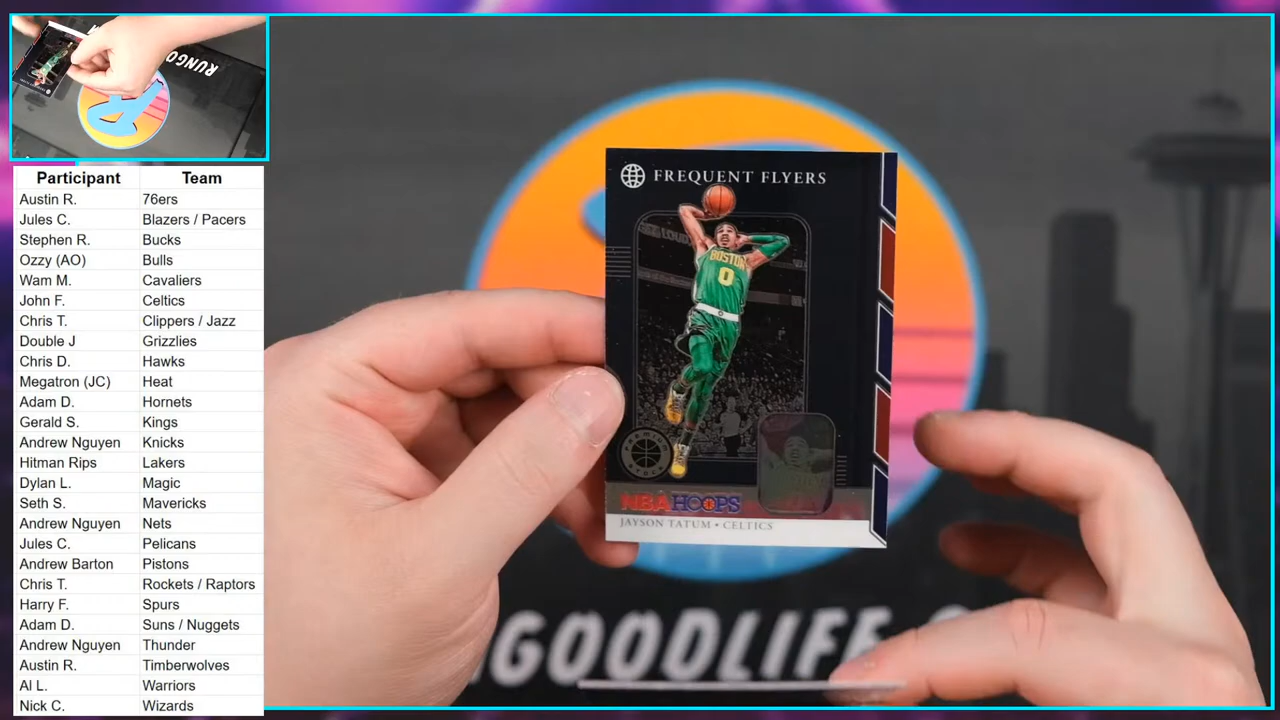 RUNGO
Participant Team
Austin R. 76ers
Jules C. Blazers / Pacers
Stephen R. Bucks
Ozzy (AO) Bulls
Wam M. Cavaliers
John F. Celtics
Chris T. Clippers / Jazz
Double J Grizzlies
Chris D. Hawks
Megatron (JC) Heat
Adam D. Hornets
Gerald S. Kings
Andrew Nguyen Knicks
Hitman Rips Lakers
Dylan L. Magic
Seth S. Mavericks
Andrew Nguyen Nets
Jules C. Pelicans
Andrew Barton Pistons
Chris T. Rockets / Raptors
Harry F. Spurs
Adam D. Suns / Nuggets
Andrew Nguyen Thunder
Austin R. Timberwolves
Al L. Warriors
Nick C. Wizards
FREQUENT FLYERS
BOSTON
0
NBA HOOPS
JAYSON TATUM • CELTICS
GOODLIFE